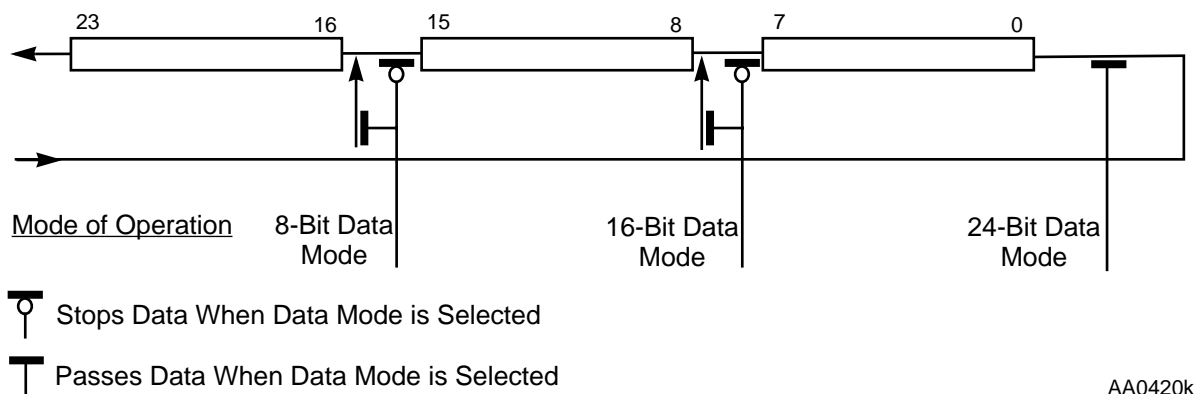 23 16 15 8 7 0
Mode of Operation 8-Bit Data Mode 16-Bit Data Mode 24-Bit Data Mode
Stops Data When Data Mode is Selected
Passes Data When Data Mode is Selected
AA0420k